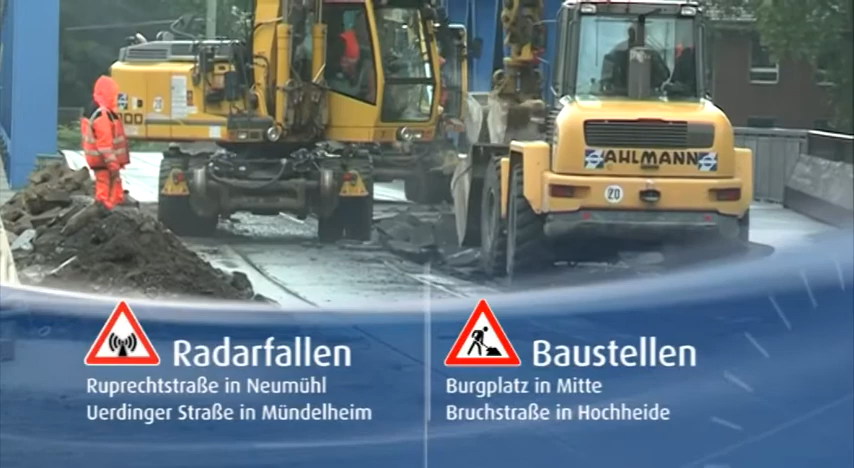 AHLMANN
20
Radarfallen
Ruprechtstraße in Neumühl
Uerdinger Straße in Mündelheim
Baustellen
Burgplatz in Mitte
Bruchstraße in Hochheide